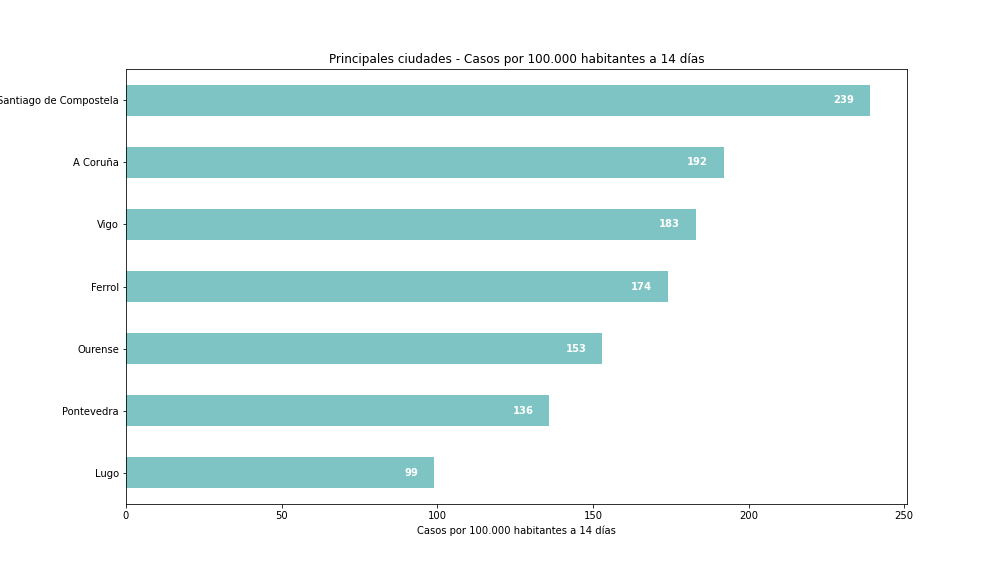 Principales ciudades - Casos por 100.000 habitantes a 14 días
Santiago de Compostela
239
A Coruña
192
Vigo
183
Ferrol
174
Ourense
153
Pontevedra
136
Lugo
99
0 50 100 150 200 250
Casos por 100.000 habitantes a 14 días